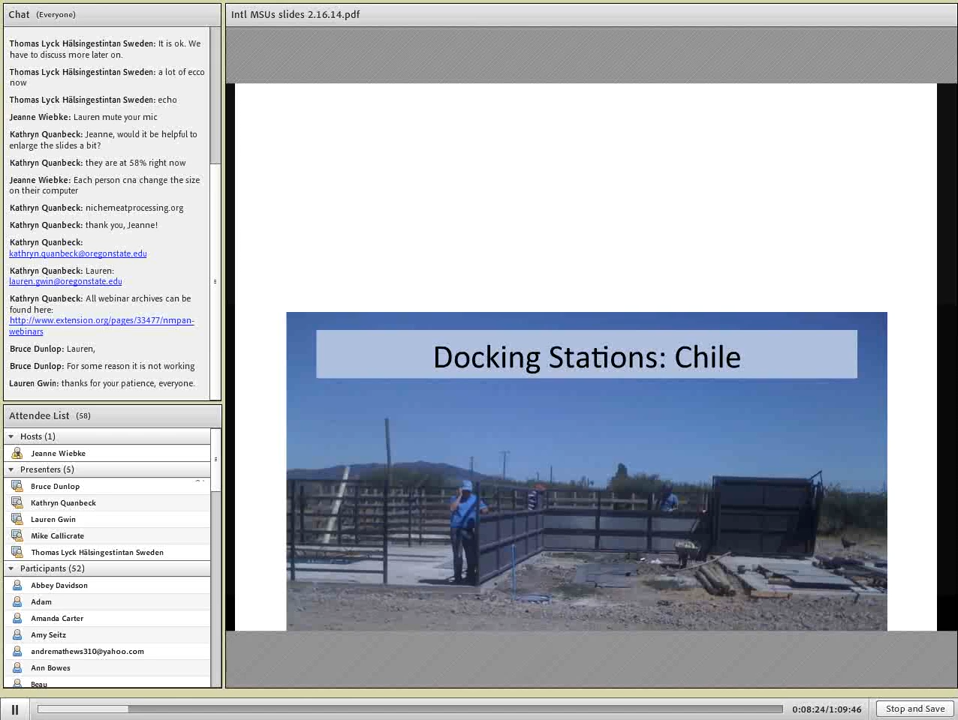 Chat (Everyone)
Thomas Lyck Hälsingestintan Sweden: It is ok. We
have to discuss more later on.
Thomas Lyck Hälsingestintan Sweden: a lot of ecco
now
Thomas Lyck Hälsingestintan Sweden: echo
Jeanne Wiebke: Lauren mute your mic
Kathryn Quanbeck: Jeanne, would it be helpful to
enlarge the slides a bit?
Kathryn Quanbeck: they are at 58% right now
Jeanne Wiebke: Each person cna change the size
on their computer
Kathryn Quanbeck: nichemeatprocessing.org
Kathryn Quanbeck: thank you, Jeanne!
Kathryn Quanbeck:
kathryn.quanbeck@oregonstate.edu
Kathryn Quanbeck: Lauren:
lauren.gwin@oregonstate.edu
Kathryn Quanbeck: All webinar archives can be
found here:
http://www.extension.org/pages/33477/nmpan-
webinars
Bruce Dunlop: Lauren,
Bruce Dunlop: For some reason it is not working
Lauren Gwin: thanks for your patience, everyone.
Attendee List (58)
Hosts (1)
Jeanne Wiebke
Presenters (5)
Bruce Dunlop
Kathryn Quanbeck
Lauren Gwin
Mike Callicrate
Thomas Lyck Hälsingestintan Sweden
Participants (52)
Abbey Davidson
Adam
Amanda Carter
Amy Seitz
andremathews310@yahoo.com
Ann Bowes
Beau
Intl MSUs slides 2.16.14.pdf
Docking Stations: Chile
0:08:24/1:09:46
Stop and Save